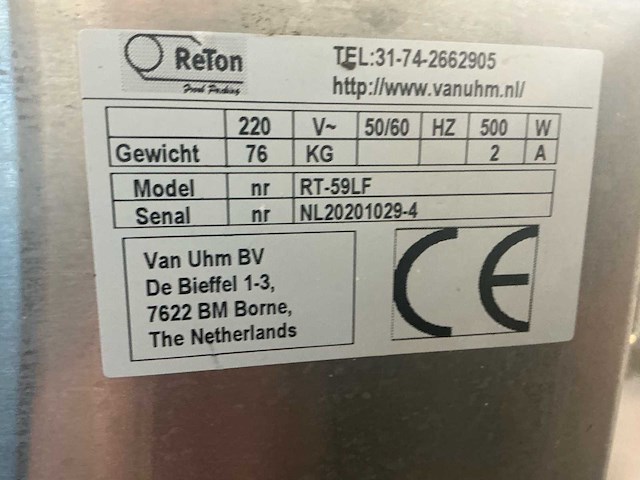 ReTon
Food Packing
TEL:31-74-2662905
http://www.vanuhm.nl/
220 V~ 50/60 HZ 500 W
Gewicht 76 KG 2 A
Model nr RT-59LF
Senal nr NL20201029-4
Van Uhm BV
De Bieffel 1-3,
7622 BM Borne,
The Netherlands
CE